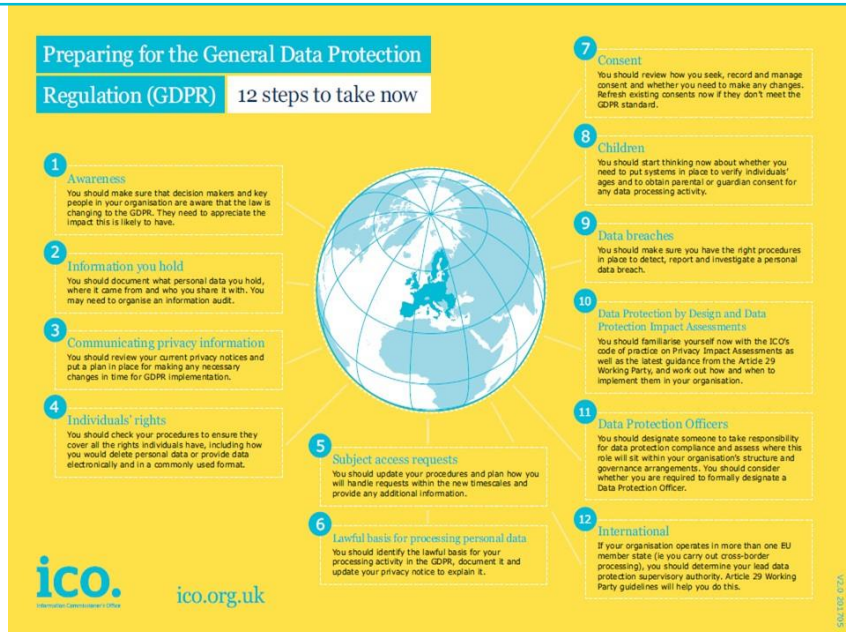 Preparing for the General Data Protection
Regulation (GDPR) 12 steps to take now
1
Awareness
You should make sure that decision makers and key
people in your organisation are aware that the law is
changing to the GDPR. They need to appreciate the
impact this is likely to have.
2
Information you hold
You should document what personal data you hold,
where it came from and who you share it with. You
may need to organise an information audit.
3
Communicating privacy information
You should review your current privacy notices and
put a plan in place for making any necessary
changes in time for GDPR implementation.
4
Individuals' rights
You should check your procedures to ensure they
cover all the rights individuals have, including how
you would delete personal data or provide data
electronically and in a commonly used format.
5
Subject access requests
You should update your procedures and plan how you
will handle requests within the new timescales and
provide any additional information.
6
Lawful basis for processing personal data
You should identify the lawful basis for your
processing activity in the GDPR, document it and
update your privacy notice to explain it.
7
Consent
You should review how you seek, record and manage
consent and whether you need to make any changes.
Refresh existing consents now if they don't meet the
GDPR standard.
8
Children
You should start thinking now about whether you
need to put systems in place to verify individuals'
ages and to obtain parental or guardian consent for
any data processing activity.
9
Data breaches
You should make sure you have the right procedures
in place to detect, report and investigate a personal
data breach.
10
Data Protection by Design and Data
Protection Impact Assessments
You should familiarise yourself now with the ICO's
code of practice on Privacy Impact Assessments as
well as the latest guidance from the Article 29
Working Party, and work out how and when to
implement them in your organisation.
11
Data Protection Officers
You should designate someone to take responsibility
for data protection compliance and assess where this
role will sit within your organisation's structure and
governance arrangements. You should consider
whether you are required to formally designate a
Data Protection Officer.
12
International
If your organisation operates in more than one EU
member state (ie you carry out cross-border
processing), you should determine your lead data
protection supervisory authority. Article 29 Working
Party guidelines will help you do this.
ico.
Information Commissioner's Office
ico.org.uk
V2.0 201705